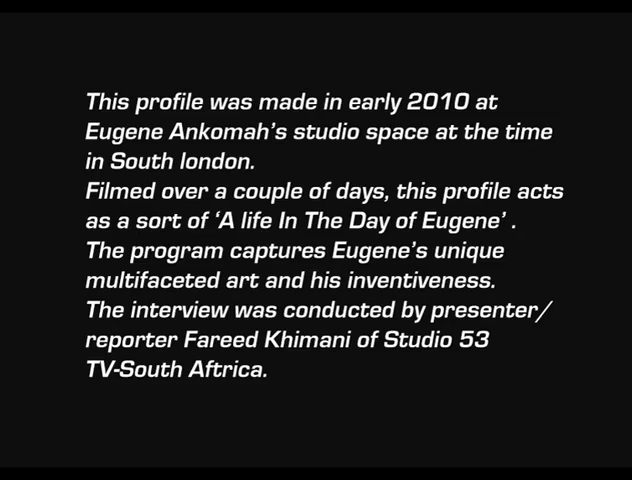 This profile was made in early 2010 at
Eugene Ankomah's studio space at the time
in South london.
Filmed over a couple of days, this profile acts
as a sort of 'A life In The Day of Eugene' .
The program captures Eugene's unique
multifaceted art and his inventiveness.
The interview was conducted by presenter/
reporter Fareed Khimani of Studio 53
TV-South Aftrica.